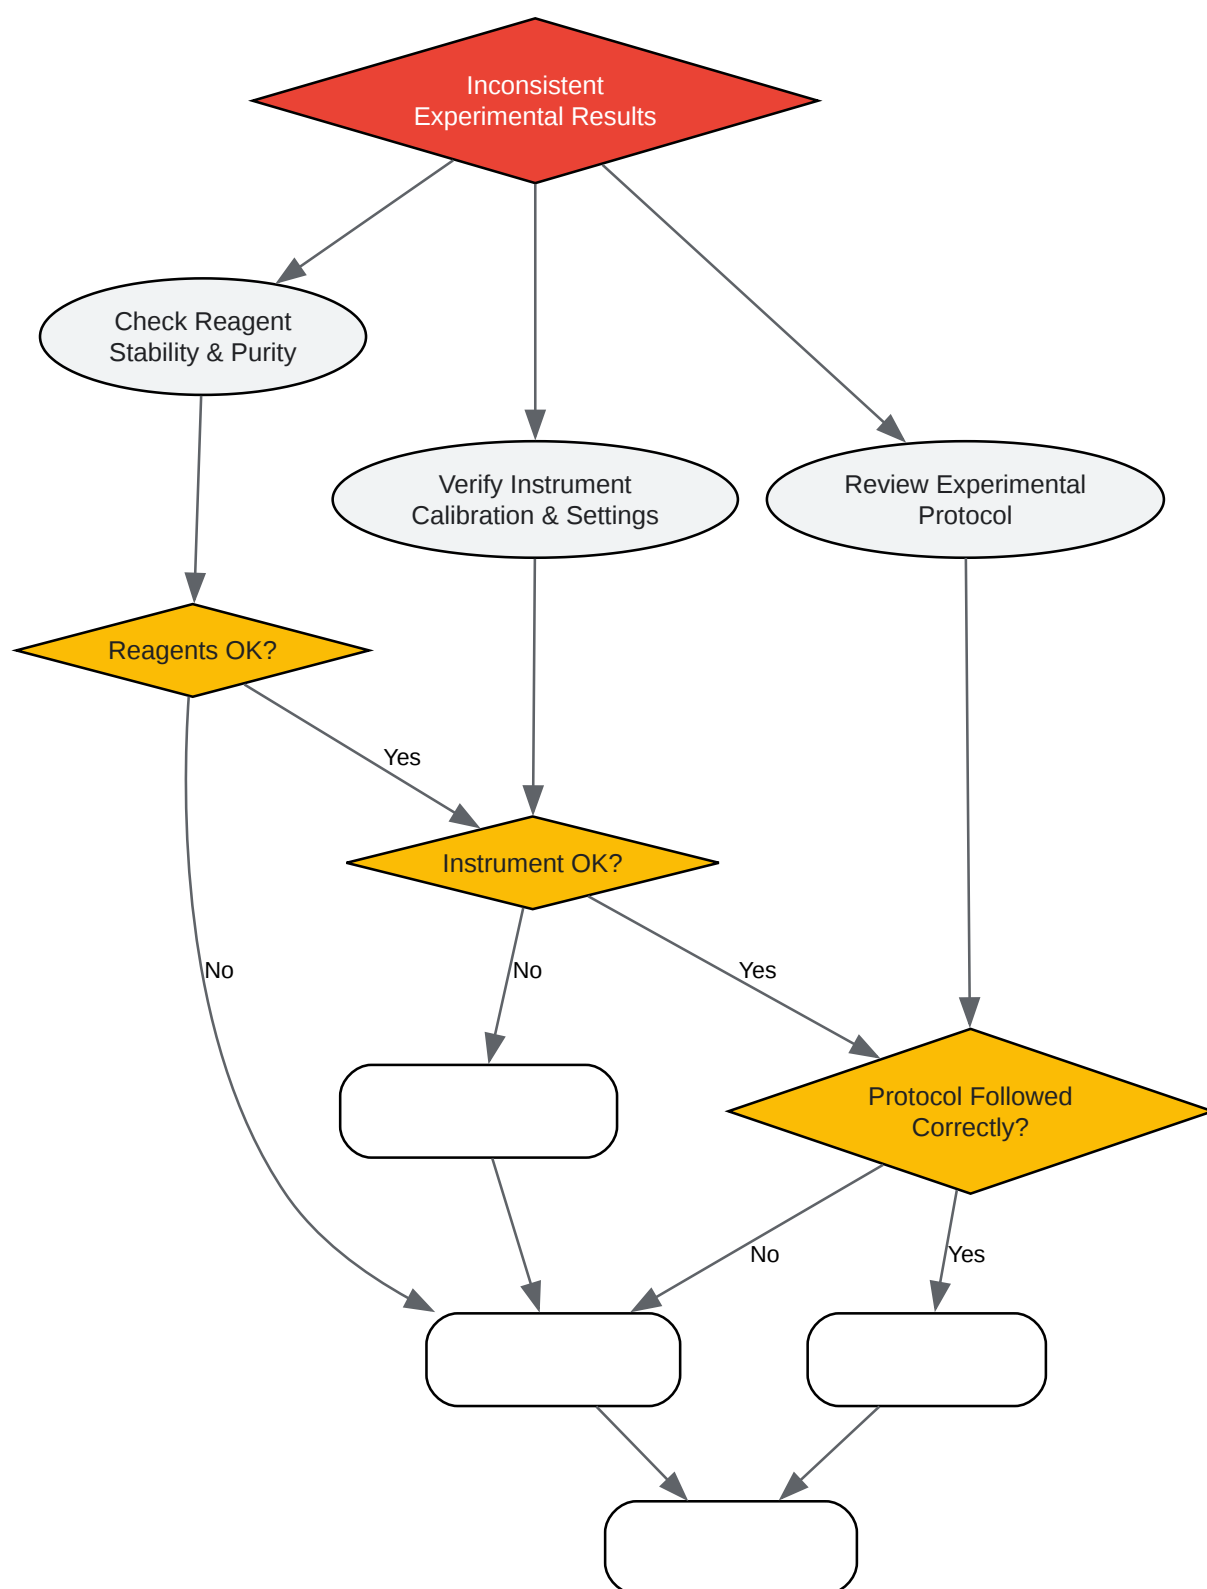 Inconsistent
Experimental Results
Check Reagent
Stability & Purity
Verify Instrument
Calibration & Settings
Review Experimental
Protocol
Reagents OK?
Yes
Instrument OK?
No
No
Yes
Protocol Followed
Correctly?
No
Yes